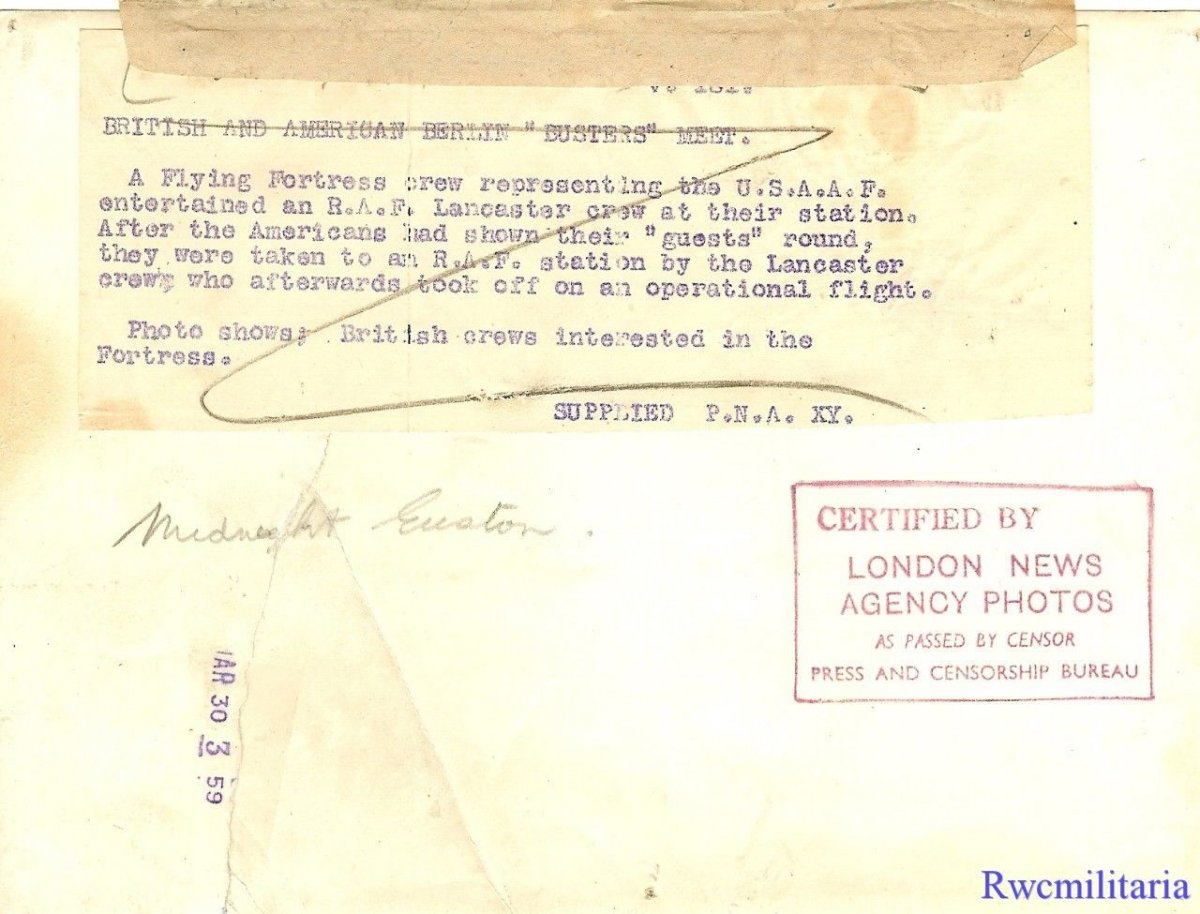 BRITISH AND AMERICAN BERLIN "BUSTERS" MEET.
A Flying Fortress crew representing the U.S.A.A.F.
entertained an R.A.F. Lancaster crew at their station.
After the Americans had shown their "guests" round,
they were taken to an R.A.F. station by the Lancaster
crews who afterwards took off on an operational flight.
Photo shows; British crews interested in the
Fortress.
SUPPLIED P.N.A. XY.
Midnight Euston.
CERTIFIED BY
LONDON NEWS
AGENCY PHOTOS
AS PASSED BY CENSOR
PRESS AND CENSORSHIP BUREAU
AR 30 3 59
Rwcmilitaria